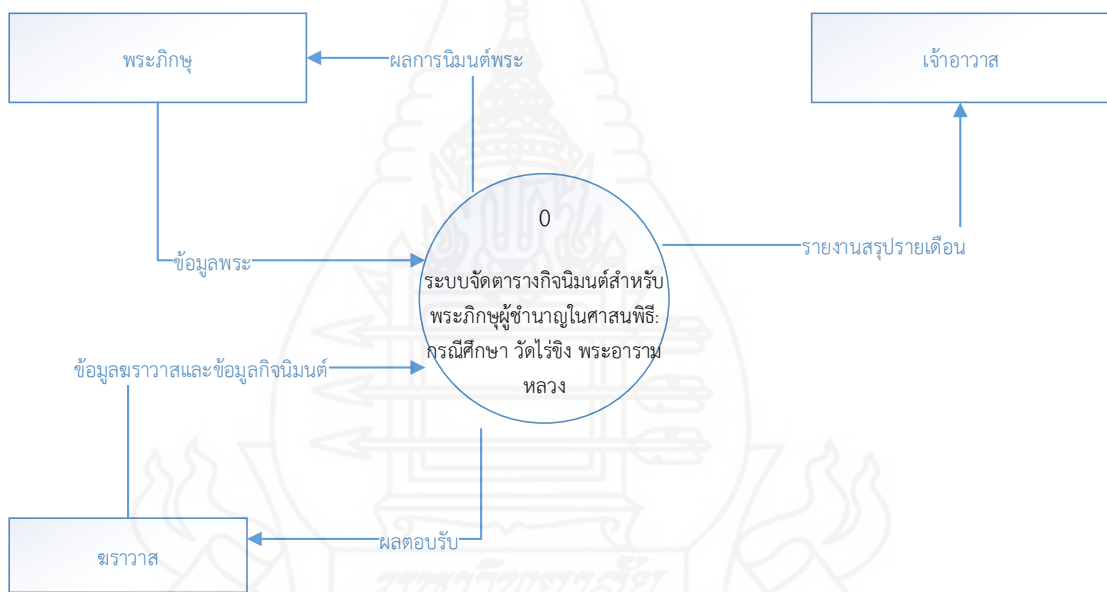 พระภิกษุ
ผลการนิมนต์พระ
เจ้าอาวาส
0
ข้อมูลพระ
รายงานสรุปรายเดือน
ระบบจัดตารางกิจนิมนต์สำหรับ
พระภิกษุผู้ชำนาญในศาสนพิธี:
กรณีศึกษา วัดไร่ขิง พระอาราม
หลวง
ข้อมูลฆราวาสและข้อมูลกิจนิมนต์
ผลตอบรับ
ฆราวาส